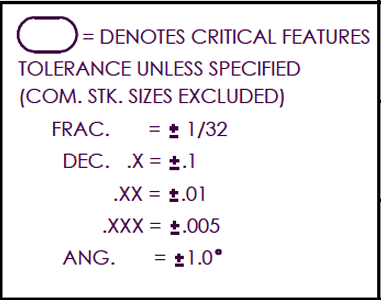 = DENOTES CRITICAL FEATURES
TOLERANCE UNLESS SPECIFIED
(COM. STK. SIZES EXCLUDED)
FRAC. = ± 1/32
DEC. .X = ±.1
.XX = ±.01
.XXX = ±.005
ANG. = ±1.0°